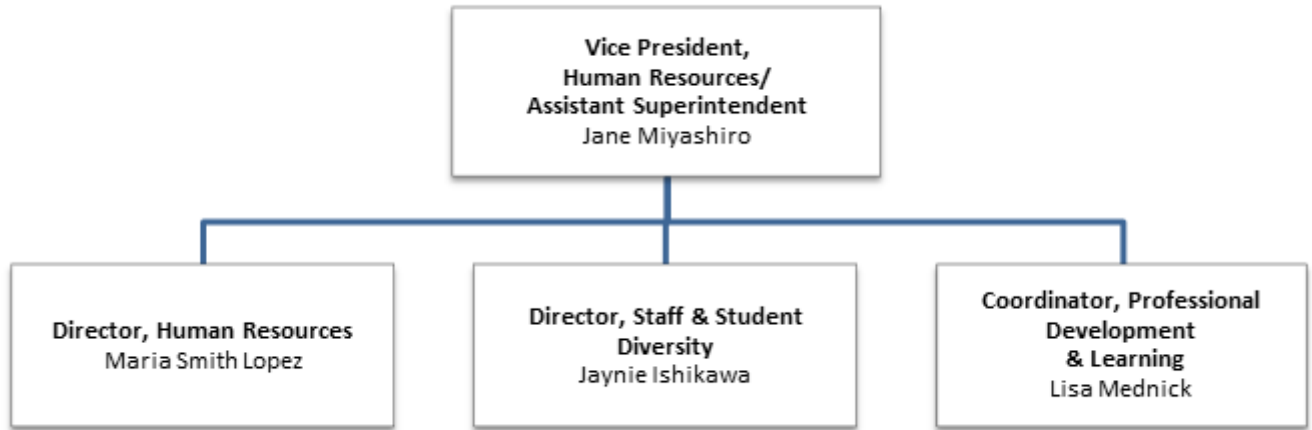 Vice President,
Human Resources/
Assistant Superintendent
Jane Miyashiro
Director, Human Resources
Maria Smith Lopez
Director, Staff & Student
Diversity
Jaynie Ishikawa
Coordinator, Professional
Development
& Learning
Lisa Mednick